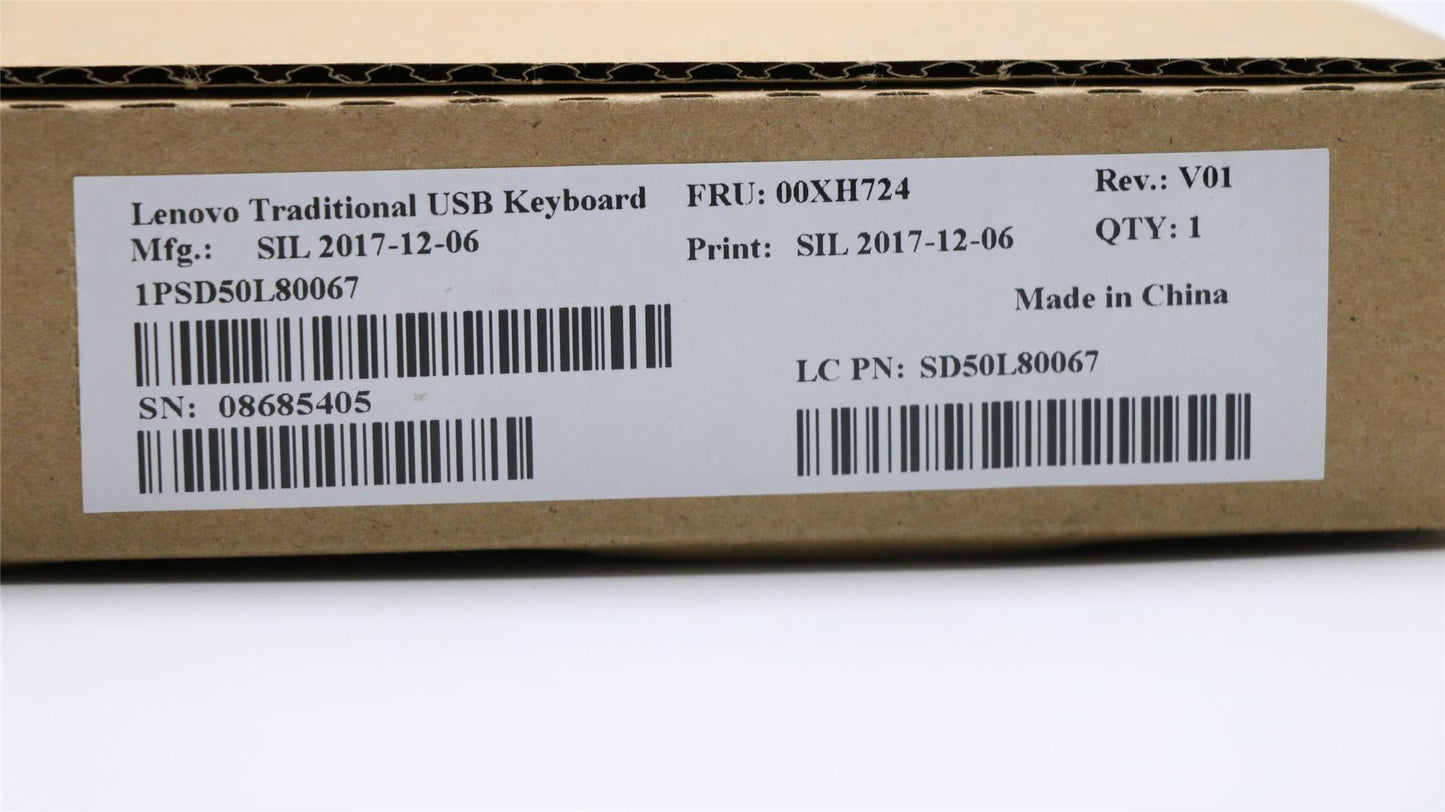 Lenovo Traditional USB Keyboard FRU: 00XH724 Rev.: V01
Mfg.: SIL 2017-12-06 Print: SIL 2017-12-06 QTY: 1
1PSD50L80067
Made in China
LC PN: SD50L80067
SN: 08685405